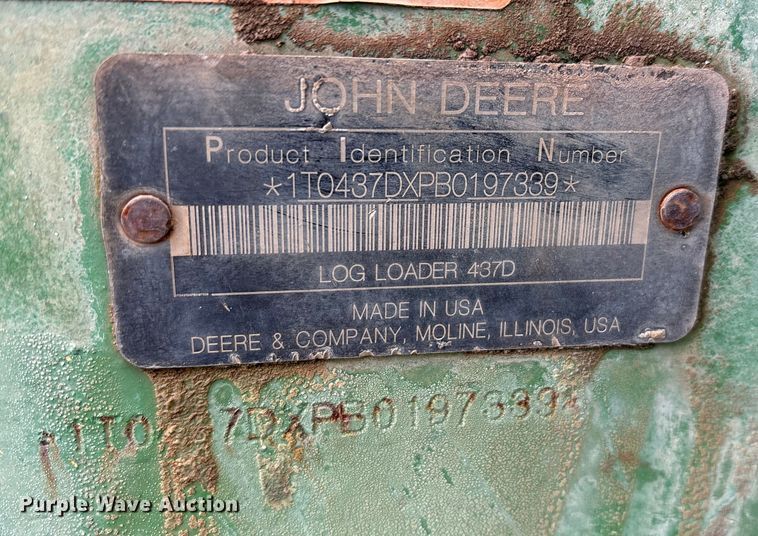 JOHN DEERE
Product Identification Number
*1T0437DXPB0197339*
LOG LOADER 437D
MADE IN USA
DEERE & COMPANY, MOLINE, ILLINOIS, USA
Purple Wave Auction